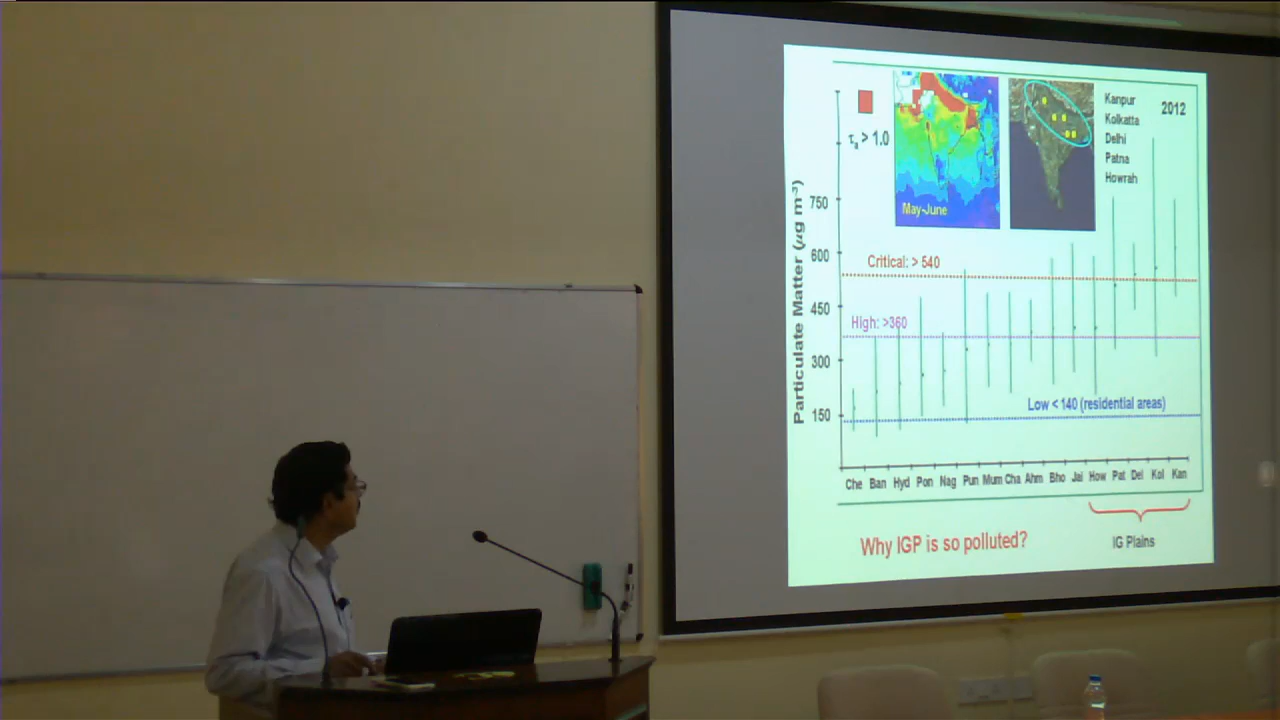 τa > 1.0
May-June
Kanpur
Kolkatta
Delhi
Patna
Howrah
2012
Particulate Matter (μg m-3)
750
600
450
300
150
Critical: > 540
High: >360
Low < 140 (residential areas)
Che Ban Hyd Pon Nag Pun Mum Cha Ahm Bho Jai How Pat Del Kol Kan
Why IGP is so polluted?
IG Plains